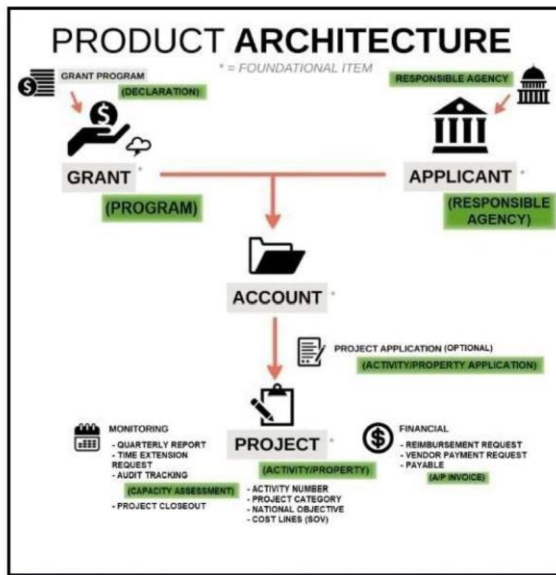 PRODUCT ARCHITECTURE
* = FOUNDATIONAL ITEM
GRANT PROGRAM
(DECLARATION)
RESPONSIBLE AGENCY
GRANT *
(PROGRAM)
APPLICANT *
(RESPONSIBLE
AGENCY)
ACCOUNT *
PROJECT APPLICATION (OPTIONAL)
(ACTIVITY/PROPERTY APPLICATION)
MONITORING
- QUARTERLY REPORT
- TIME EXTENSION
REQUEST
- AUDIT TRACKING
(CAPACITY ASSESSMENT)
- PROJECT CLOSEOUT
PROJECT *
(ACTIVITY/PROPERTY)
- ACTIVITY NUMBER
- PROJECT CATEGORY
- NATIONAL OBJECTIVE
- COST LINES (SOV)
FINANCIAL
- REIMBURSEMENT REQUEST
- VENDOR PAYMENT REQUEST
- PAYABLE
(A/P INVOICE)